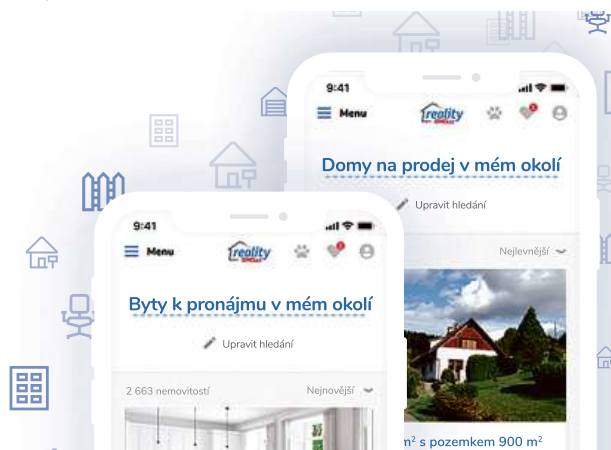 9:41
Menu
reality
Domy na prodej v mém okolí
Upravit hledání
Nejlevnější
m² s pozemkem 900 m²
9:41
Menu
reality
Byty k pronájmu v mém okolí
Upravit hledání
2 663 nemovitostí
Nejnovější